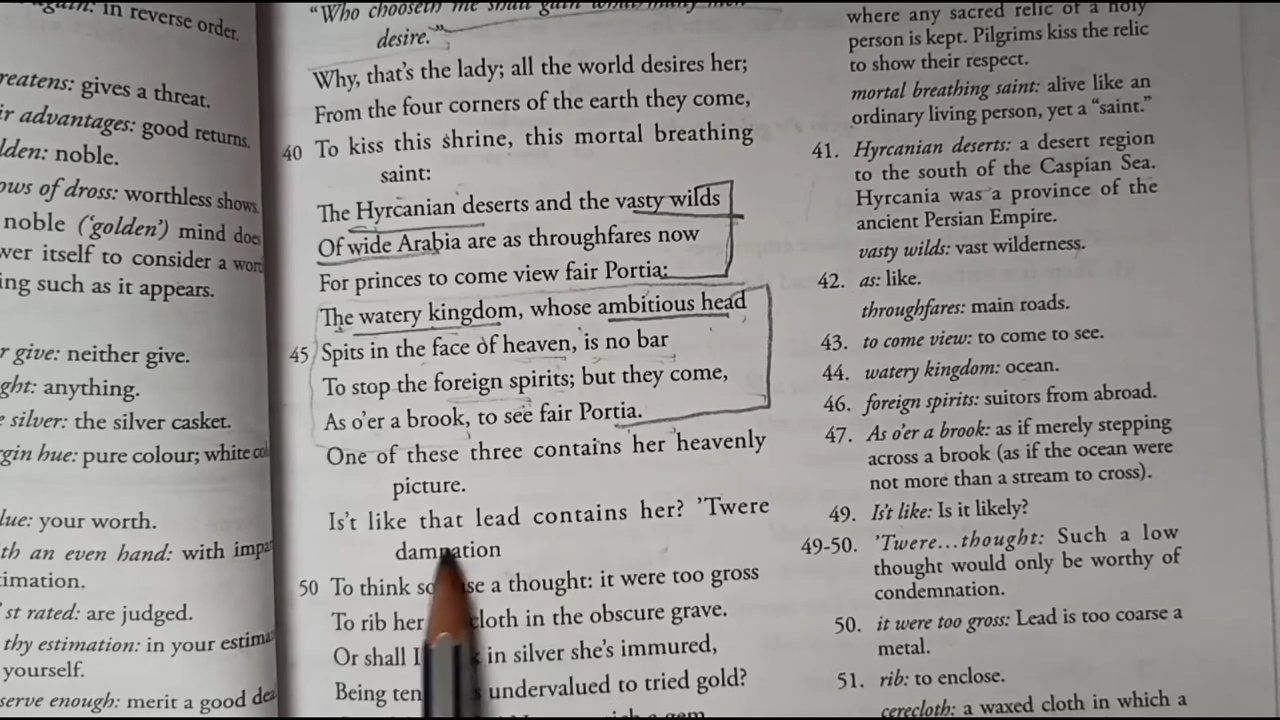 again: in reverse order.
reatens: gives a threat.
ir advantages: good returns.
lden: noble.
ows of dross: worthless shows.
noble ('golden') mind does
wer itself to consider a
ing such as it appears.
r give: neither give.
ght: anything.
e silver: the silver casket.
rgin hue: pure colour; white
lue: your worth.
th an even hand: with
timation.
'st rated: are judged.
thy estimation: in your
yourself.
serve enough: merit a good
"Who chooseth me shall gain what many men
desire."
Why, that's the lady; all the world desires her;
From the four corners of the earth they come,
40 To kiss this shrine, this mortal breathing
saint:
The Hyrcanian deserts and the vasty wilds
Of wide Arabia are as throughfares now
For princes to come view fair Portia:
The watery kingdom, whose ambitious head
45 Spits in the face of heaven, is no bar
To stop the foreign spirits; but they come,
As o'er a brook, to see fair Portia.
One of these three contains her heavenly
picture.
Is't like that lead contains her? 'Twere
damnation
50 To think so a thought: it were too gross
To rib her in the obscure grave.
Or shall I in silver she's immured,
Being ten undervalued to tried gold?
where any sacred relic of a holy
person is kept. Pilgrims kiss the relic
to show their respect.
mortal breathing saint: alive like an
ordinary living person, yet a "saint."
41. Hyrcanian deserts: a desert region
to the south of the Caspian Sea.
Hyrcania was a province of the
ancient Persian Empire.
vasty wilds: vast wilderness.
42. as: like.
throughfares: main roads.
43. to come view: to come to see.
44. watery kingdom: ocean.
46. foreign spirits: suitors from abroad.
47. As o'er a brook: as if merely stepping
across a brook (as if the ocean were
not more than a stream to cross).
49. Is't like: Is it likely?
49-50. 'Twere...thought: Such a low
thought would only be worthy of
condemnation.
50. it were too gross: Lead is too coarse a
metal.
51. rib: to enclose.
cerecloth: a waxed cloth in which a